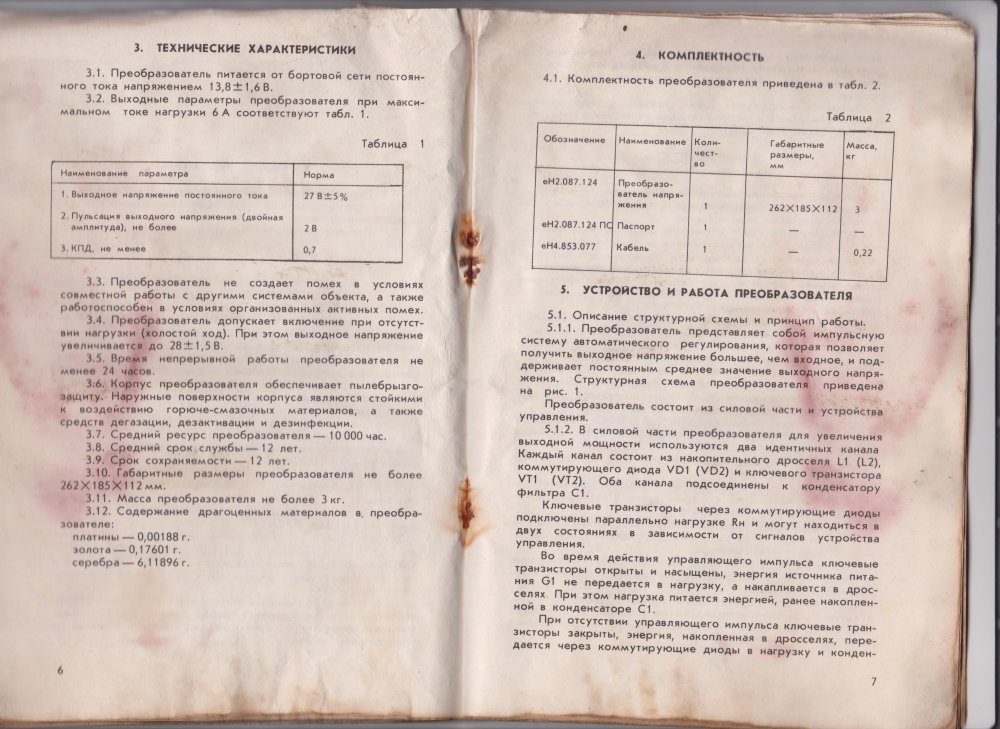 3. ТЕХНИЧЕСКИЕ ХАРАКТЕРИСТИКИ
3.1. Преобразователь питается от бортовой сети постоян-
ного тока напряжением 13,8±1,6 В.
3.2. Выходные параметры преобразователя при макси-
мальном токе нагрузки 6 А соответствуют табл. 1.
Таблица 1
Наименование параметра Норма
1. Выходное напряжение постоянного тока 27 В±5%
2. Пульсация выходного напряжения (двойная
амплитуда), не более 2 В
3. КПД, не менее 0,7
3.3. Преобразователь не создает помех в условиях
совместной работы с другими системами объекта, а также
работоспособен в условиях организованных активных помех.
3.4. Преобразователь допускает включение при отсутст-
вии нагрузки (холостой ход). При этом выходное напряжение
увеличивается до 28±1,5 В.
3.5. Время непрерывной работы преобразователя не
менее 24 часов.
3.6. Корпус преобразователя обеспечивает пылебрызго-
защиту. Наружные поверхности корпуса являются стойкими
к воздействию горюче-смазочных материалов, а также
средств дегазации, дезактивации и дезинфекции.
3.7. Средний ресурс преобразователя — 10 000 час.
3.8. Средний срок службы — 12 лет.
3.9. Срок сохраняемости — 12 лет.
3.10. Габаритные размеры преобразователя не более
262×185×112 мм.
3.11. Масса преобразователя не более 3 кг.
3.12. Содержание драгоценных материалов в преобра-
зователе:
платины — 0,00188 г.
золота — 0,17601 г.
серебра — 6,11896 г.
6
4. КОМПЛЕКТНОСТЬ
4.1. Комплектность преобразователя приведена в табл. 2.
Таблица 2
Обозначение Наименование Коли- Габаритные Масса,
чест- размеры, кг
во мм
еН2.087.124 Преобразо-
ватель напря-
жения 1 262×185×112 3
еН2.087.124 ПС Паспорт 1 — —
еН4.853.077 Кабель 1 — 0,22
5. УСТРОЙСТВО И РАБОТА ПРЕОБРАЗОВАТЕЛЯ
5.1. Описание структурной схемы и принцип работы.
5.1.1. Преобразователь представляет собой импульсную
систему автоматического регулирования, которая позволяет
получить выходное напряжение большее, чем входное, и под-
держивает постоянным среднее значение выходного напря-
жения. Структурная схема преобразователя приведена
на рис. 1.
Преобразователь состоит из силовой части и устройства
управления.
5.1.2. В силовой части преобразователя для увеличения
выходной мощности используются два идентичных канала
Каждый канал состоит из накопительного дросселя L1 (L2),
коммутирующего диода VD1 (VD2) и ключевого транзистора
VT1 (VT2). Оба канала подсоединены к конденсатору
фильтра C1.
Ключевые транзисторы через коммутирующие диоды
подключены параллельно нагрузке Rн и могут находиться в
двух состояниях в зависимости от сигналов устройства
управления.
Во время действия управляющего импульса ключевые
транзисторы открыты и насыщены, энергия источника пита-
ния G1 не передается в нагрузку, а накапливается в дрос-
селях. При этом нагрузка питается энергией, ранее накоплен-
ной в конденсаторе C1.
При отсутствии управляющего импульса ключевые тран-
зисторы закрыты, энергия, накопленная в дросселях, пере-
дается через коммутирующие диоды в нагрузку и конден-
7